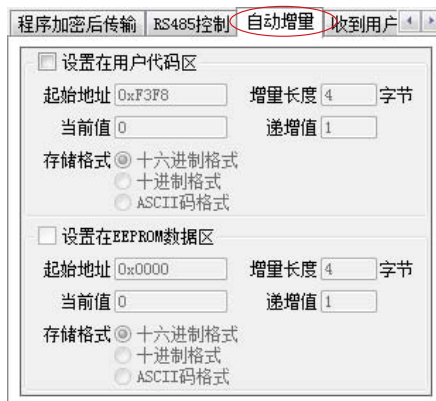 程序加密后传输 RS485控制 自动增量 收到用户
设置在用户代码区
起始地址 0xF3F8 增量长度 4 字节
当前值 0 递增值 1
存储格式 十六进制格式
十进制格式
ASCII码格式
设置在EEPROM数据区
起始地址 0x0000 增量长度 4 字节
当前值 0 递增值 1
存储格式 十六进制格式
十进制格式
ASCII码格式